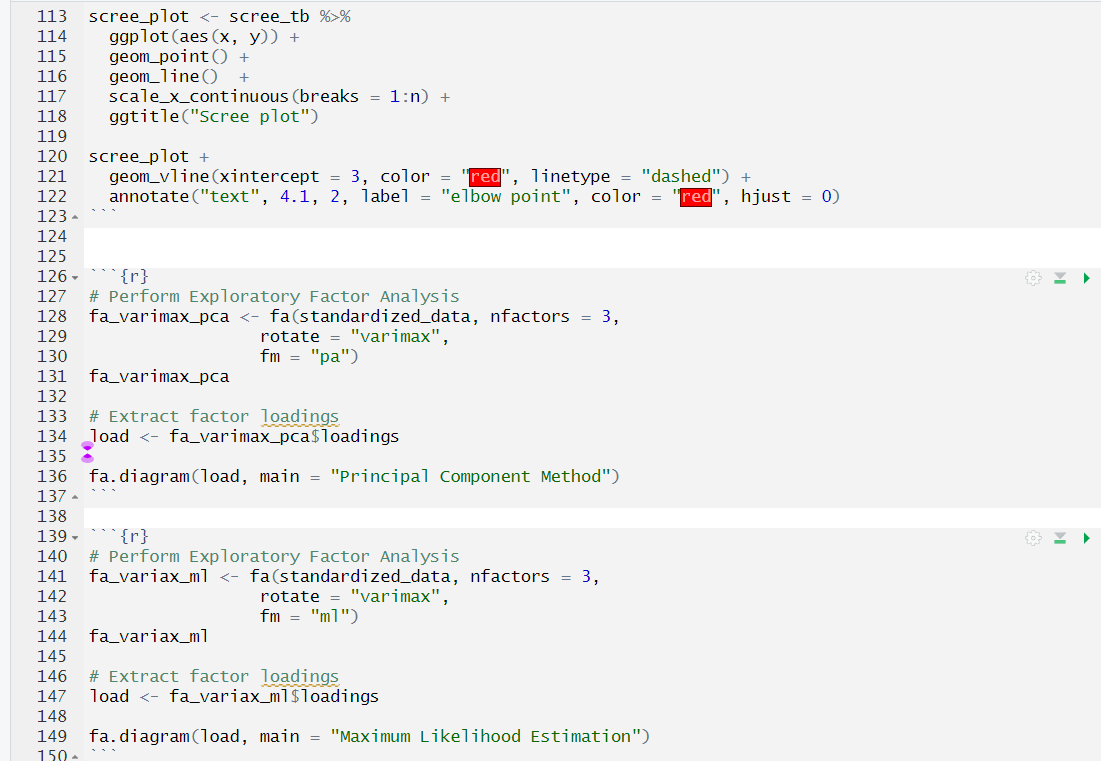 113 scree_plot <- scree_tb %>%
114   ggplot(aes(x, y)) +
115   geom_point() +
116   geom_line()  +
117   scale_x_continuous(breaks = 1:n) +
118   ggtitle("Scree plot")
119
120 scree_plot +
121   geom_vline(xintercept = 3, color = "red", linetype = "dashed") +
122   annotate("text", 4.1, 2, label = "elbow point", color = "red", hjust = 0)
123 ```
124
125
126 ```{r}
127 # Perform Exploratory Factor Analysis
128 fa_varimax_pca <- fa(standardized_data, nfactors = 3,
129                  rotate = "varimax",
130                  fm = "pa")
131 fa_varimax_pca
132
133 # Extract factor loadings
134 load <- fa_varimax_pca$loadings
135
136 fa.diagram(load, main = "Principal Component Method")
137 ```
138
139 ```{r}
140 # Perform Exploratory Factor Analysis
141 fa_variax_ml <- fa(standardized_data, nfactors = 3,
142                  rotate = "varimax",
143                  fm = "ml")
144 fa_variax_ml
145
146 # Extract factor loadings
147 load <- fa_variax_ml$loadings
148
149 fa.diagram(load, main = "Maximum Likelihood Estimation")
150 ```